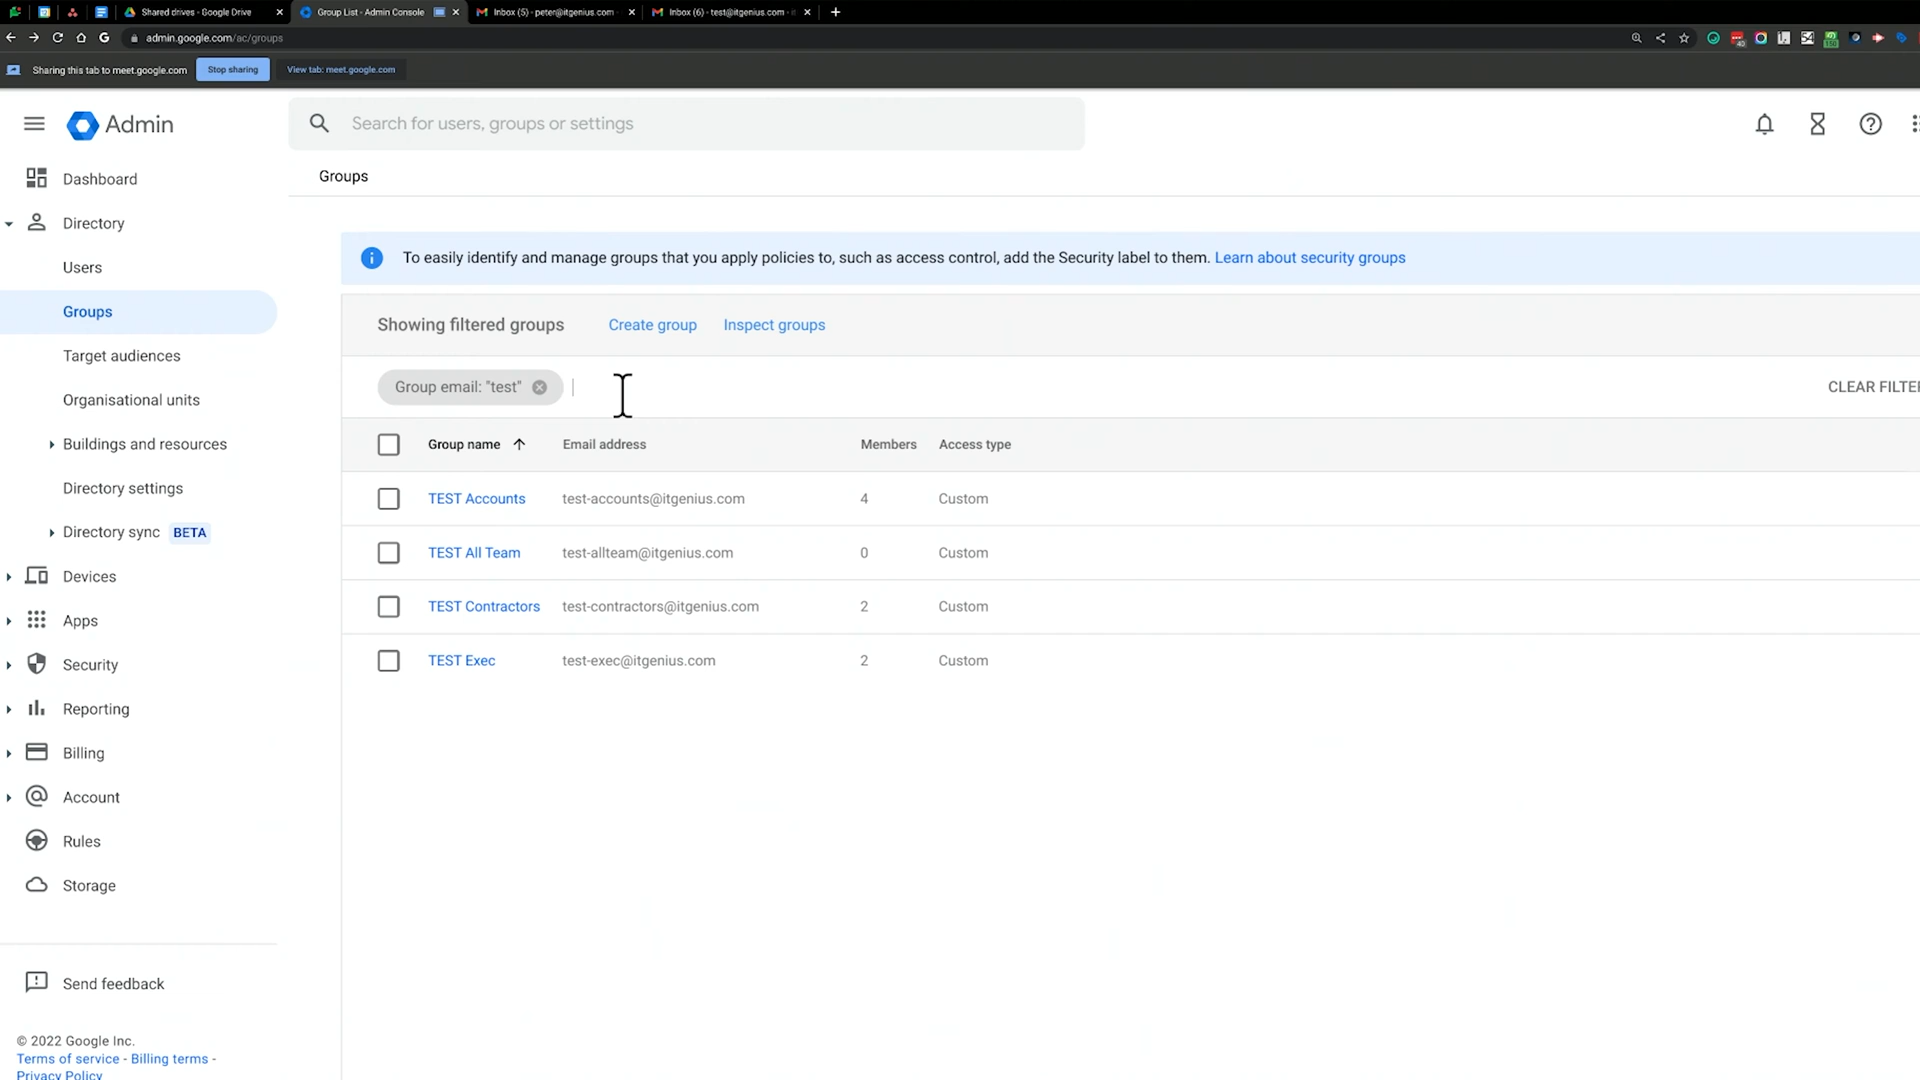 Shared drives - Google Drive
Group List - Admin Console
Inbox (5) - peter@itgenius.com
Inbox (6) - test@itgenius.com
admin.google.com/ac/groups
Sharing this tab to meet.google.com
Stop sharing
View tab: meet.google.com
Admin
Search for users, groups or settings
Groups
Dashboard
Directory
Users
Groups
Target audiences
Organisational units
Buildings and resources
Directory settings
Directory sync BETA
Devices
Apps
Security
Reporting
Billing
Account
Rules
Storage
Send feedback
© 2022 Google Inc.
Terms of service - Billing terms -
Privacy Policy
To easily identify and manage groups that you apply policies to, such as access control, add the Security label to them. Learn about security groups
Showing filtered groups Create group Inspect groups
Group email: "test"
CLEAR FILTE
Group name Email address Members Access type
TEST Accounts test-accounts@itgenius.com 4 Custom
TEST All Team test-allteam@itgenius.com 0 Custom
TEST Contractors test-contractors@itgenius.com 2 Custom
TEST Exec test-exec@itgenius.com 2 Custom